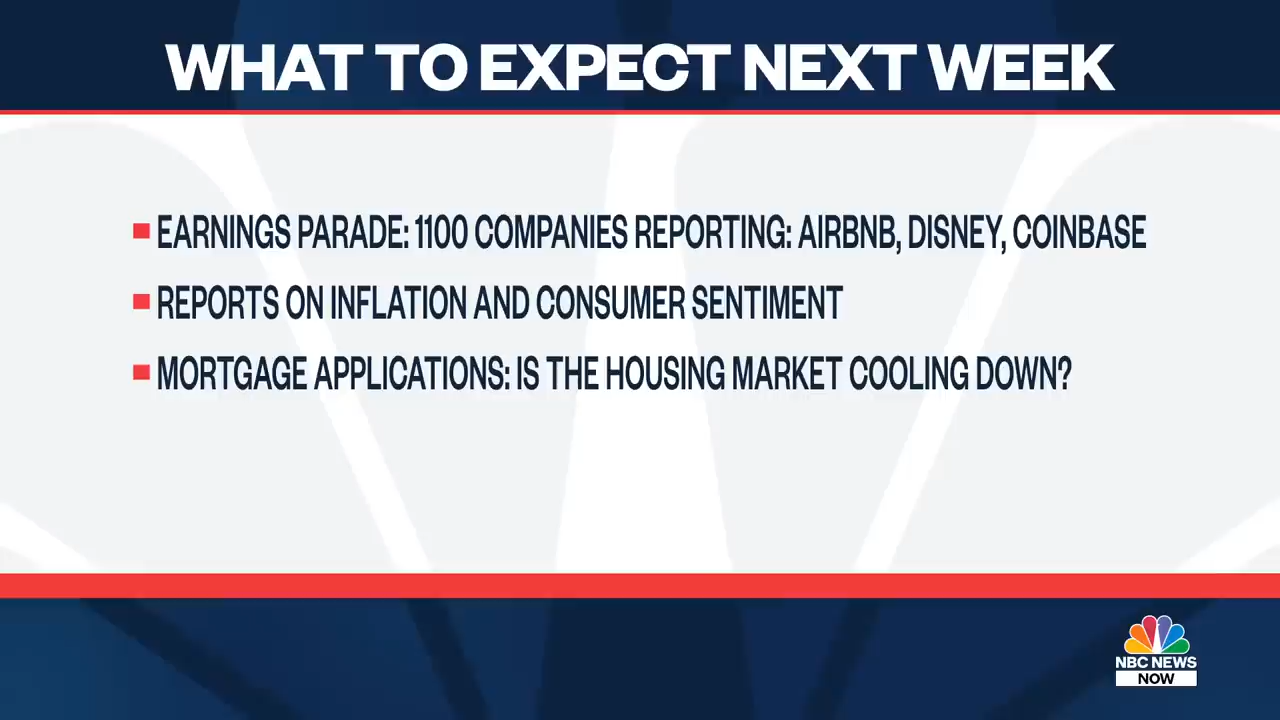 WHAT TO EXPECT NEXT WEEK
EARNINGS PARADE: 1100 COMPANIES REPORTING: AIRBNB, DISNEY, COINBASE
REPORTS ON INFLATION AND CONSUMER SENTIMENT
MORTGAGE APPLICATIONS: IS THE HOUSING MARKET COOLING DOWN?
NBC NEWS
NOW